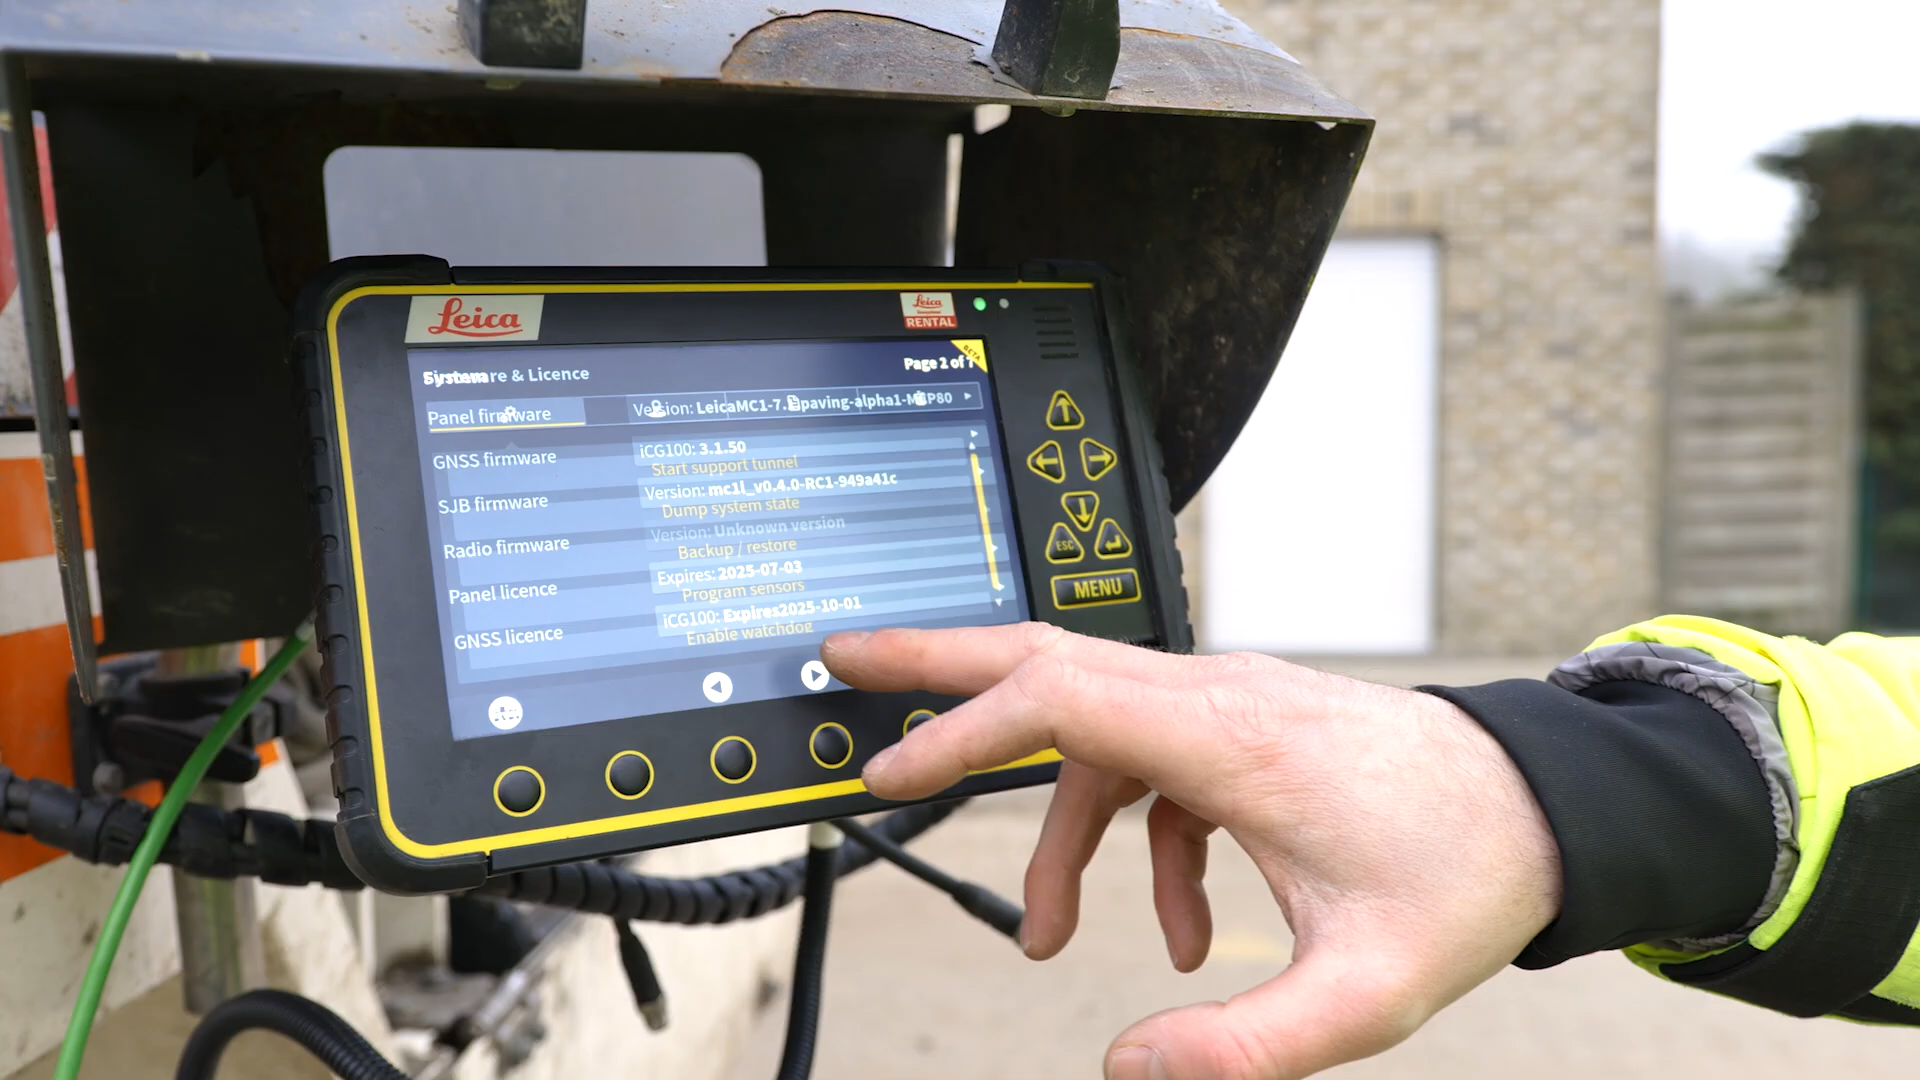 Leica
Leica
RENTAL
BETA
System
Firmware & Licence
Page 2 of
Panel firmware
Version: LeicaMC1-7. paving-alpha1- P80
GNSS firmware
iCG100: 3.1.50
Start support tunnel
SJB firmware
Version: mc1l_v0.4.0-RC1-949a41c
Dump system state
Radio firmware
Version: Unknown version
Backup / restore
Panel licence
Expires: 2025-07-03
Program sensors
GNSS licence
iCG100: Expires2025-10-01
Enable watchdog
ESC
MENU